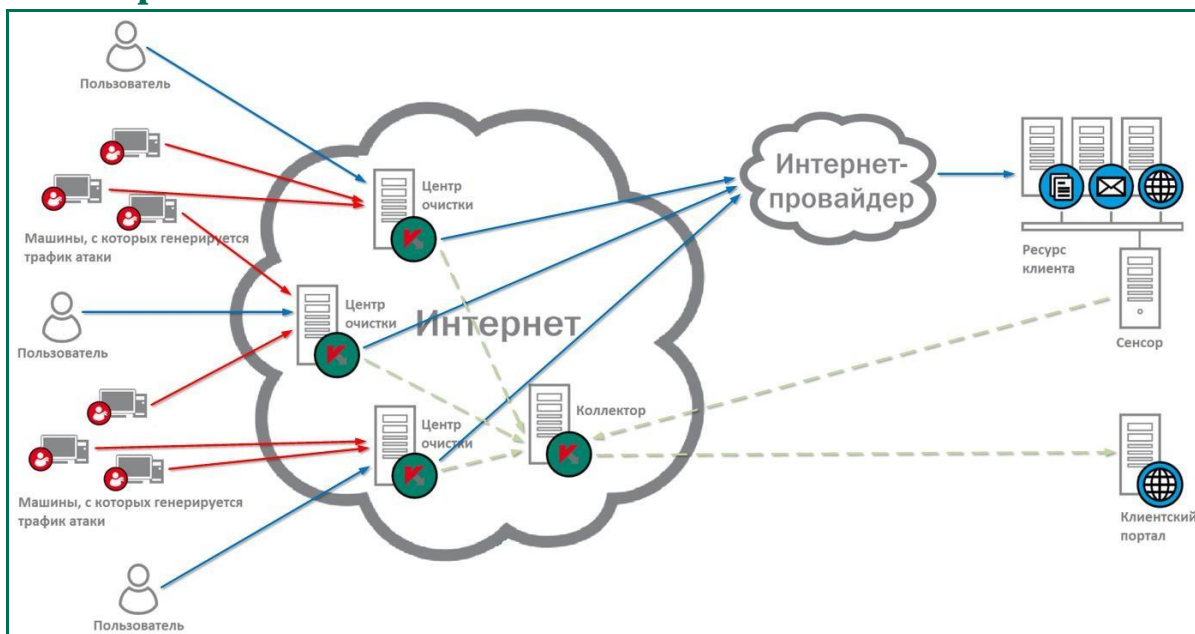 Пользователь
Центр
очистки
Интернет-
провайдер
Машины, с которых генерируется
трафик атаки
Ресурс
клиента
Центр
очистки
Интернет
Пользователь
Сенсор
Центр
очистки
Коллектор
Машины, с которых генерируется
трафик атаки
Клиентский
портал
Пользователь